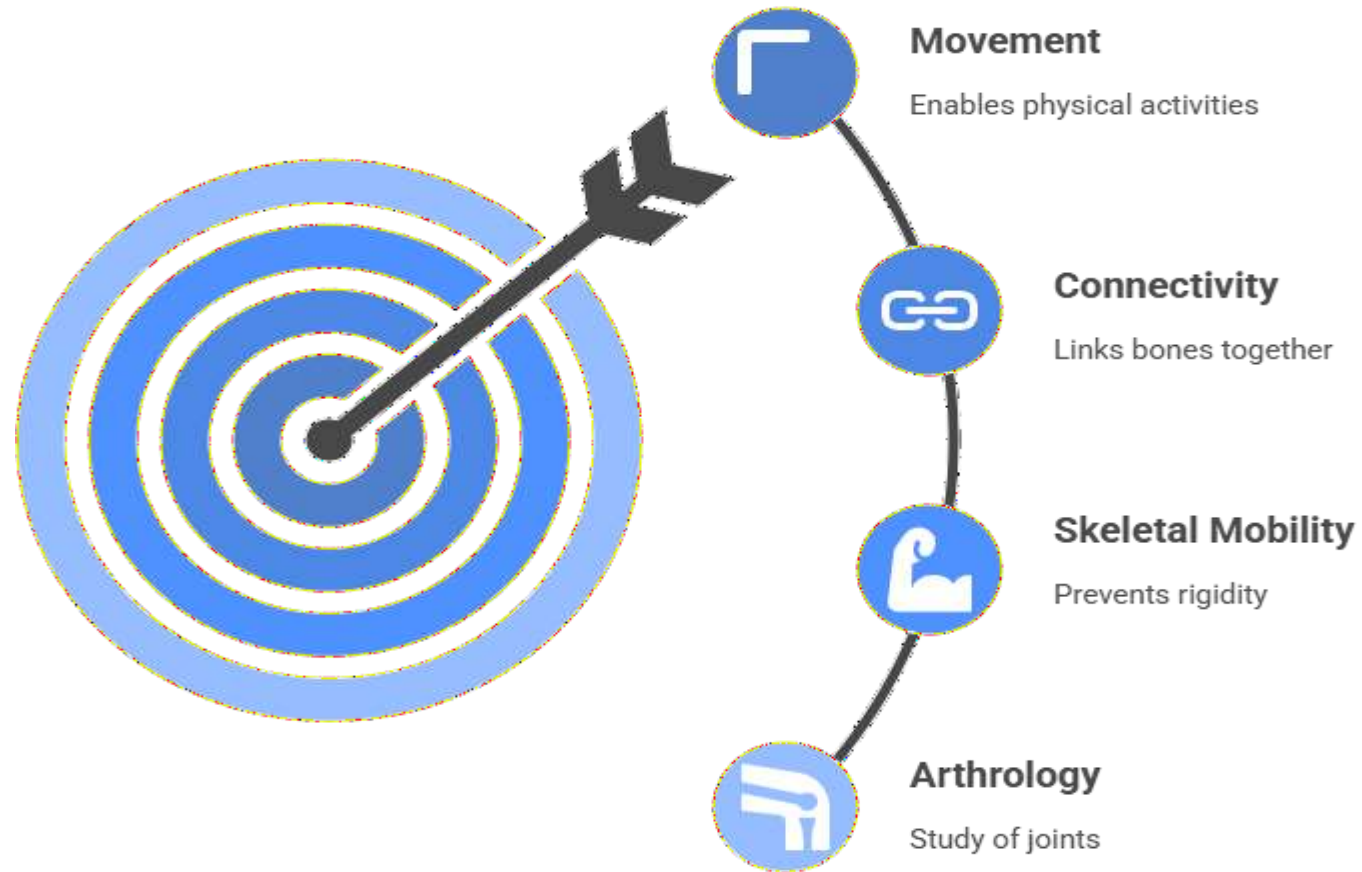 Movement
Enables physical activities
Connectivity
Links bones together
Skeletal Mobility
Prevents rigidity
Arthrology
Study of joints